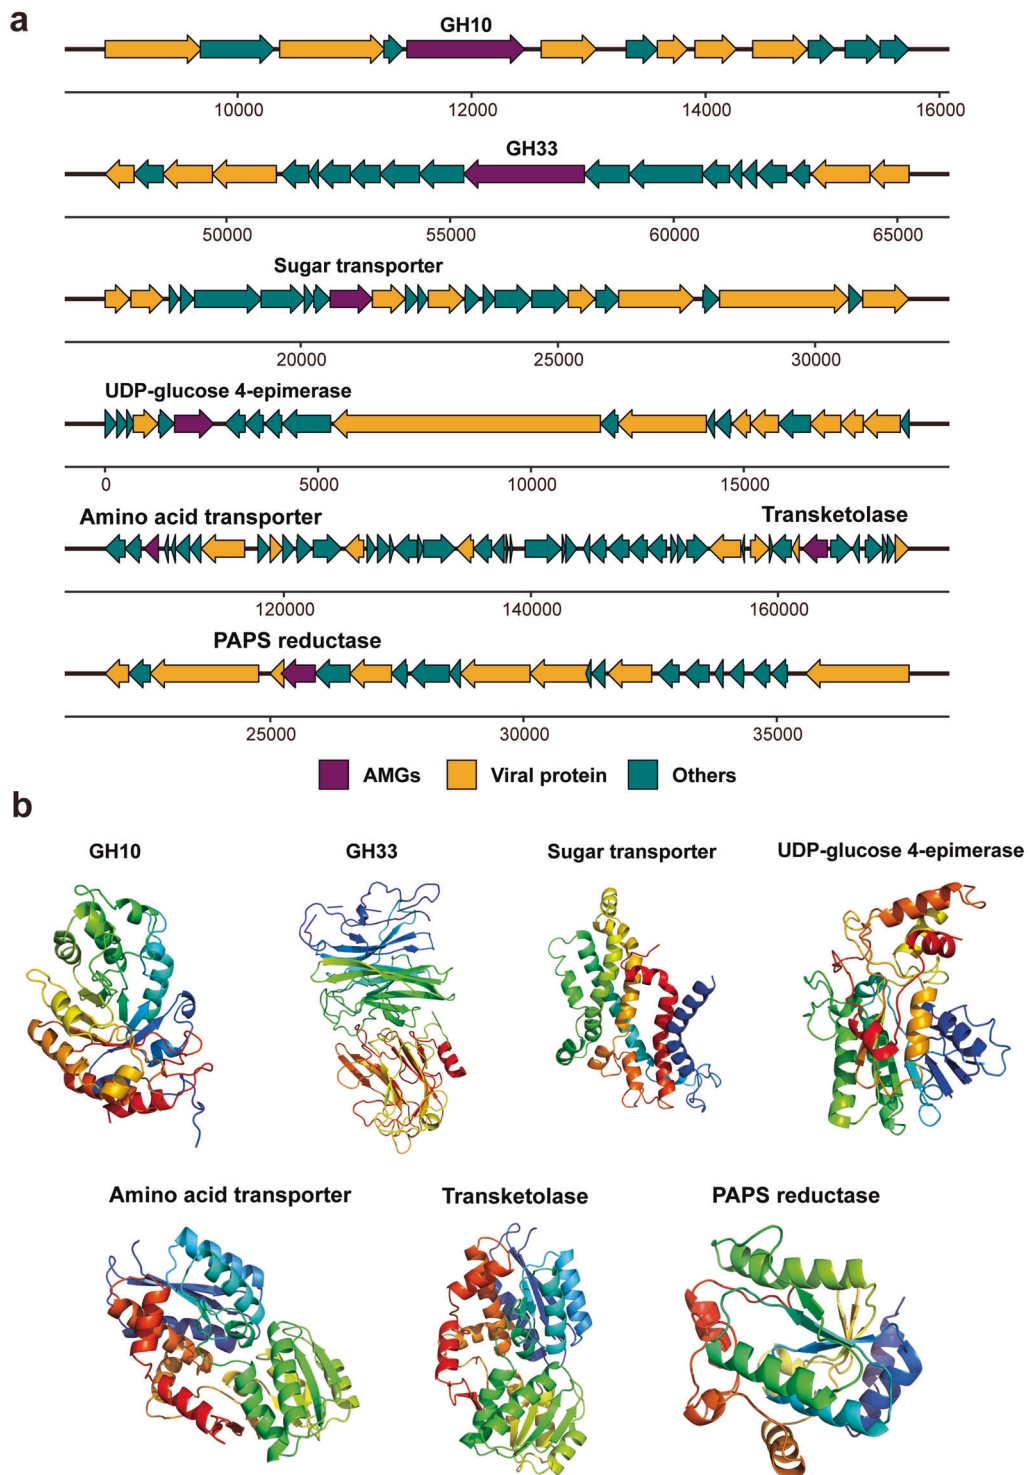 a
GH10
10000 12000 14000 16000
GH33
50000 55000 60000 65000
Sugar transporter
20000 25000 30000
UDP-glucose 4-epimerase
0 5000 10000 15000
Amino acid transporter Transketolase
120000 140000 160000
PAPS reductase
25000 30000 35000
AMGs Viral protein Others
b
GH10 GH33 Sugar transporter UDP-glucose 4-epimerase
Amino acid transporter Transketolase PAPS reductase